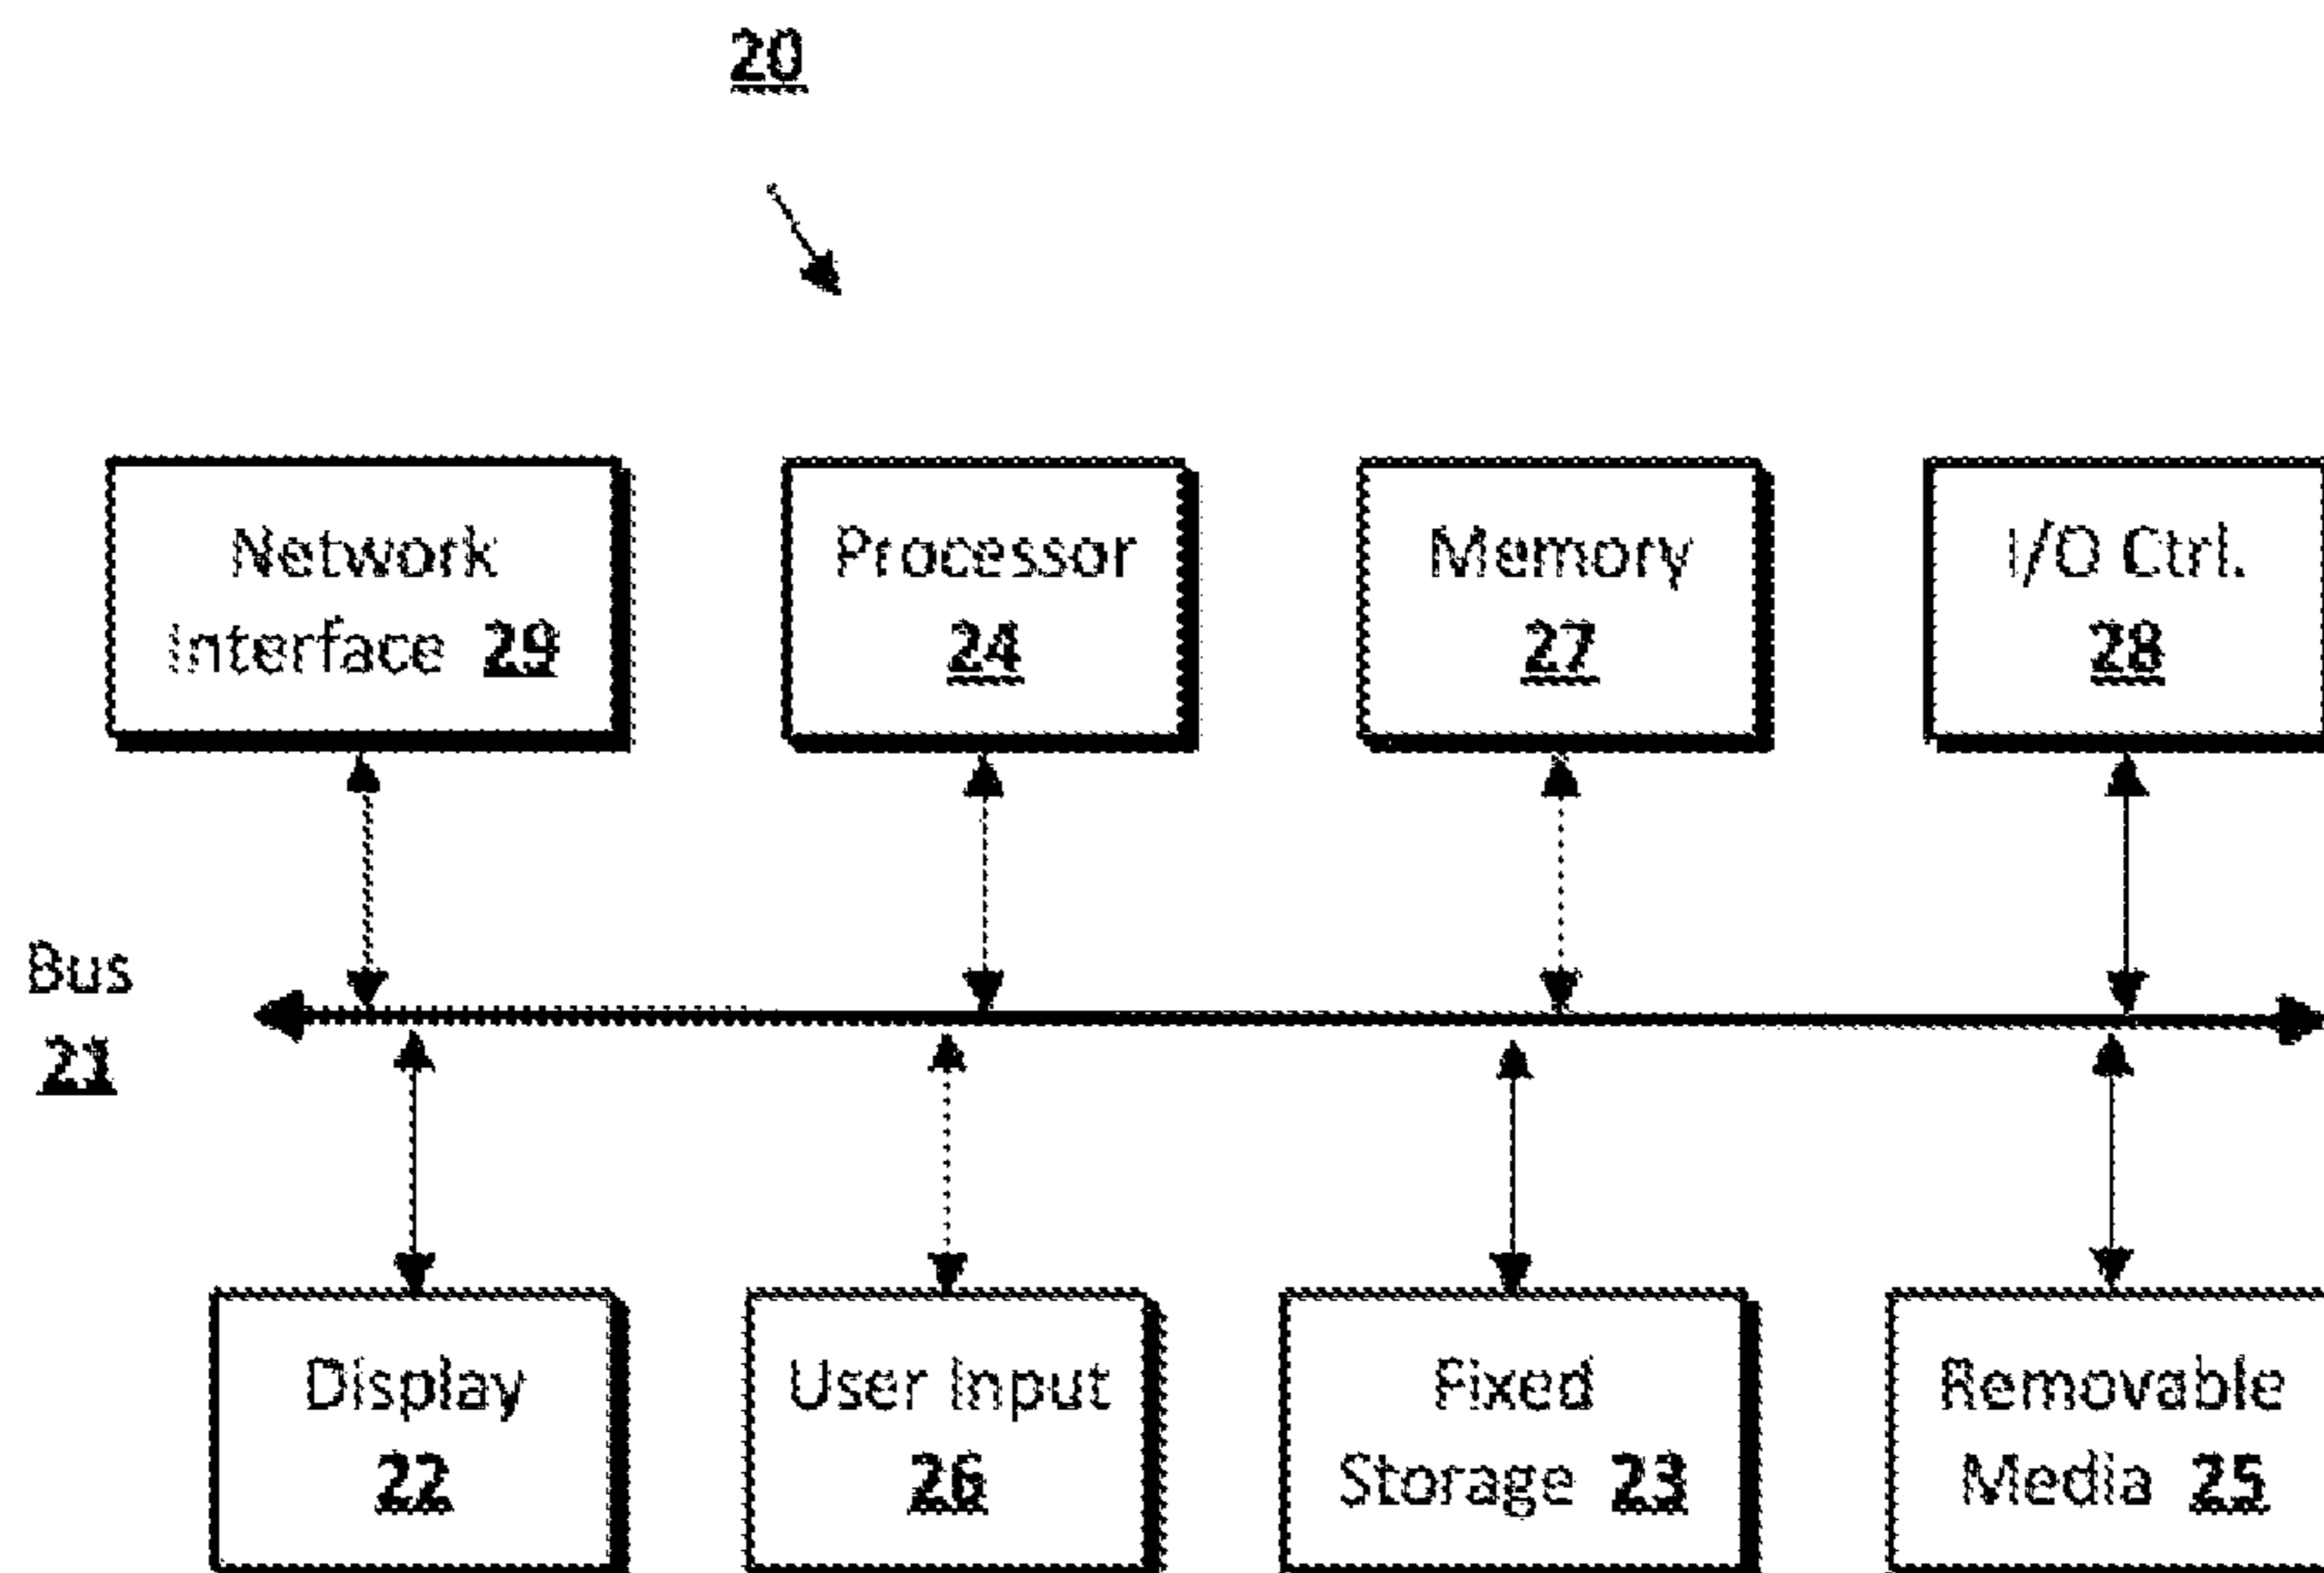 20
Network
Interface 29
Processor
24
Memory
27
I/O Ctrl.
28
Bus
21
Display
22
User Input
26
Fixed
Storage 23
Removable
Media 25